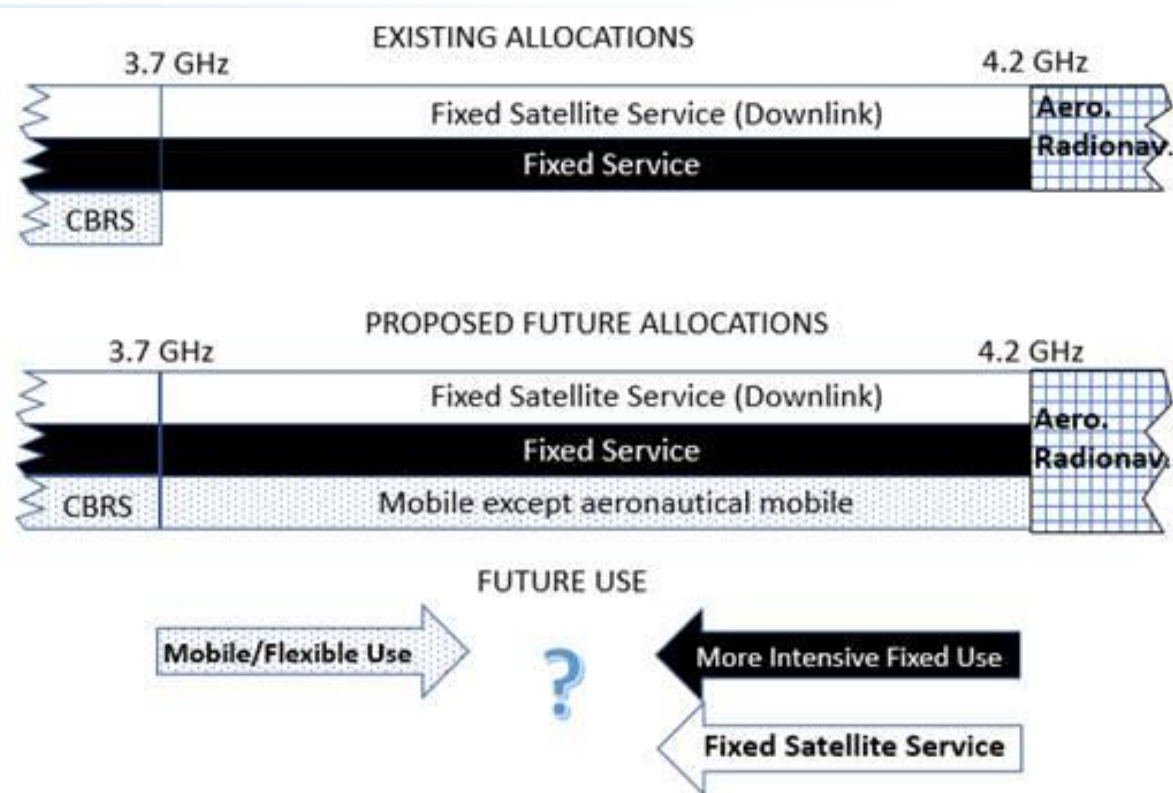 EXISTING ALLOCATIONS
3.7 GHz
4.2 GHz
Fixed Satellite Service (Downlink)
Aero.
Radionav.
Fixed Service
CBRS
PROPOSED FUTURE ALLOCATIONS
3.7 GHz
4.2 GHz
Fixed Satellite Service (Downlink)
Aero.
Radionav.
Fixed Service
CBRS
Mobile except aeronautical mobile
FUTURE USE
Mobile/Flexible Use
?
More Intensive Fixed Use
Fixed Satellite Service